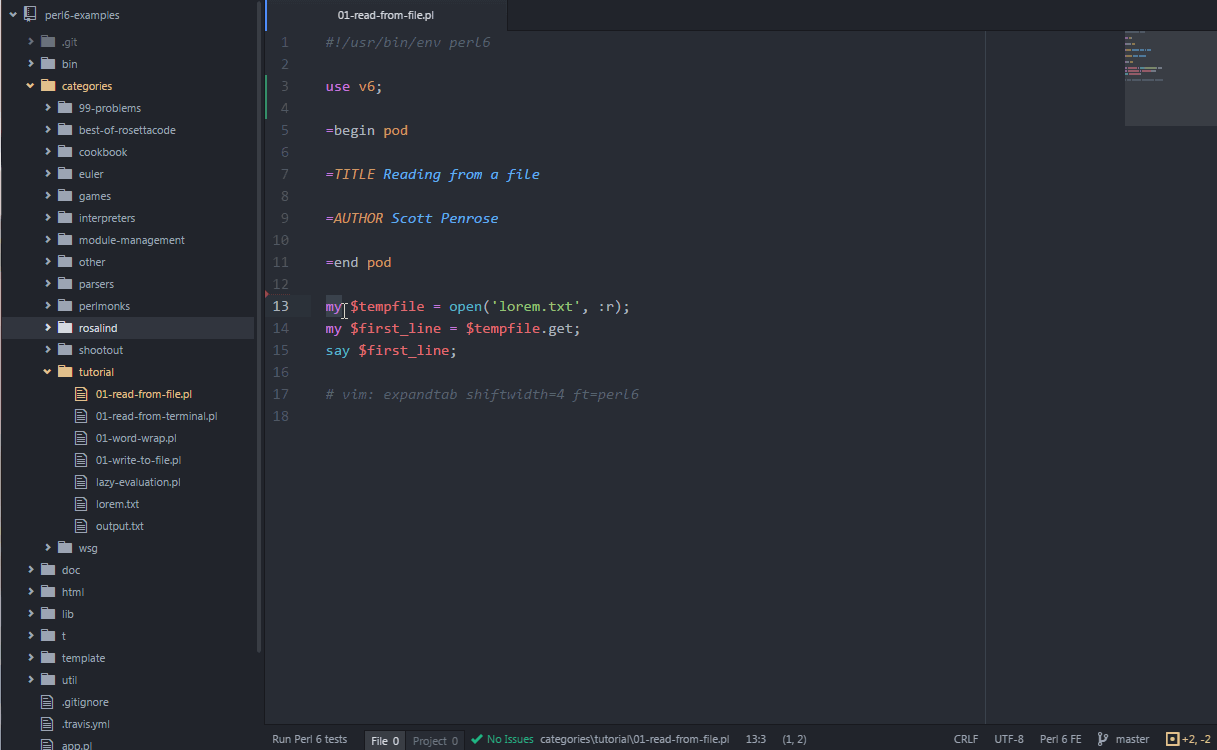 perl6-examples
.git
bin
categories
99-problems
best-of-rosettacode
cookbook
euler
games
interpreters
module-management
other
parsers
perlmonks
rosalind
shootout
tutorial
01-read-from-file.pl
01-read-from-terminal.pl
01-word-wrap.pl
01-write-to-file.pl
lazy-evaluation.pl
lorem.txt
output.txt
wsg
doc
html
lib
t
template
util
.gitignore
.travis.yml
app.pl
01-read-from-file.pl
1 #!/usr/bin/env perl6
2
3 use v6;
4
5 =begin pod
6
7 =TITLE Reading from a file
8
9 =AUTHOR Scott Penrose
10
11 =end pod
12
13 my $tempfile = open('lorem.txt', :r);
14 my $first_line = $tempfile.get;
15 say $first_line;
16
17 # vim: expandtab shiftwidth=4 ft=perl6
18
Run Perl 6 tests File 0 Project 0 No Issues categories\tutorial\01-read-from-file.pl 13:3 (1, 2) CRLF UTF-8 Perl 6 FE master +2, -2